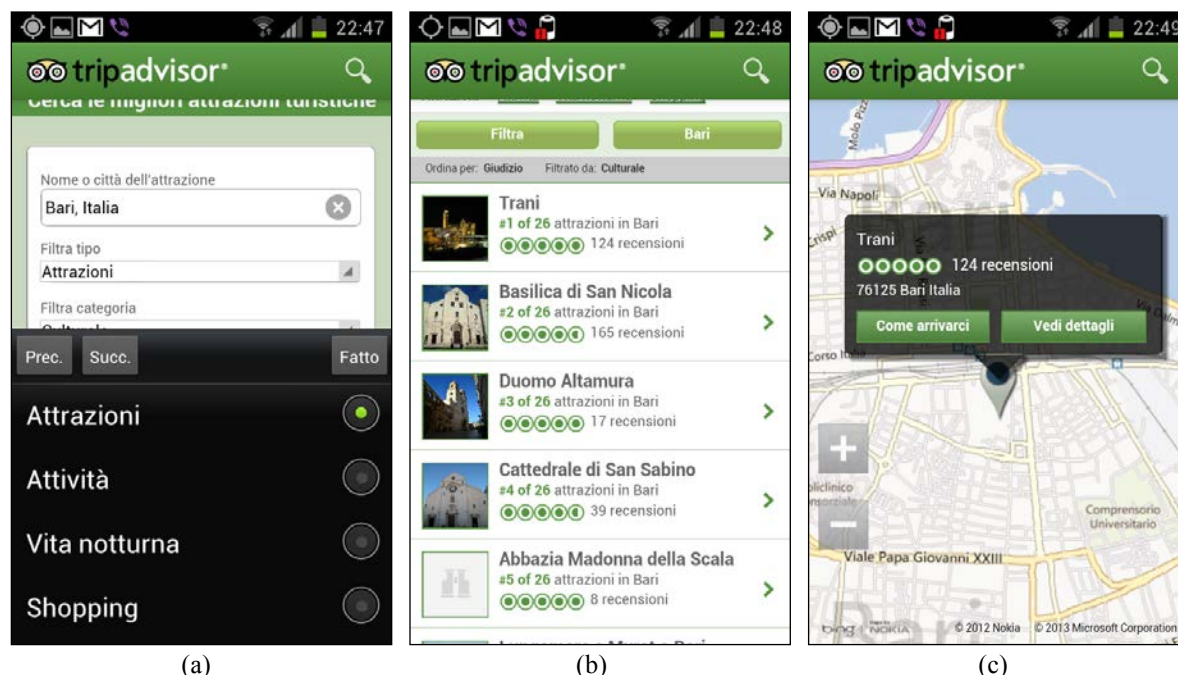 22:47
tripadvisor®
Cerca le migliori attrazioni turistiche
Nome o città dell'attrazione
Bari, Italia
Filtra tipo
Attrazioni
Filtra categoria
Culturale
Prec.
Succ.
Fatto
Attrazioni
Attività
Vita notturna
Shopping
(a)
22:48
tripadvisor®
Filtra
Bari
Ordina per: Giudizio Filtrato da: Culturale
Trani
#1 of 26 attrazioni in Bari
124 recensioni
Basilica di San Nicola
#2 of 26 attrazioni in Bari
165 recensioni
Duomo Altamura
#3 of 26 attrazioni in Bari
17 recensioni
Cattedrale di San Sabino
#4 of 26 attrazioni in Bari
39 recensioni
Abbazia Madonna della Scala
#5 of 26 attrazioni in Bari
8 recensioni
(b)
22:49
tripadvisor®
Molo Pizz
Via Napoli
Crispi
Trani
124 recensioni
76125 Bari Italia
Come arrivarci
Vedi dettagli
Corso Italia
Comprensorio
Universitario
Viale Papa Giovanni XXIII
Bari
bing
NOKIA
© 2012 Nokia
© 2013 Microsoft Corporation
(c)